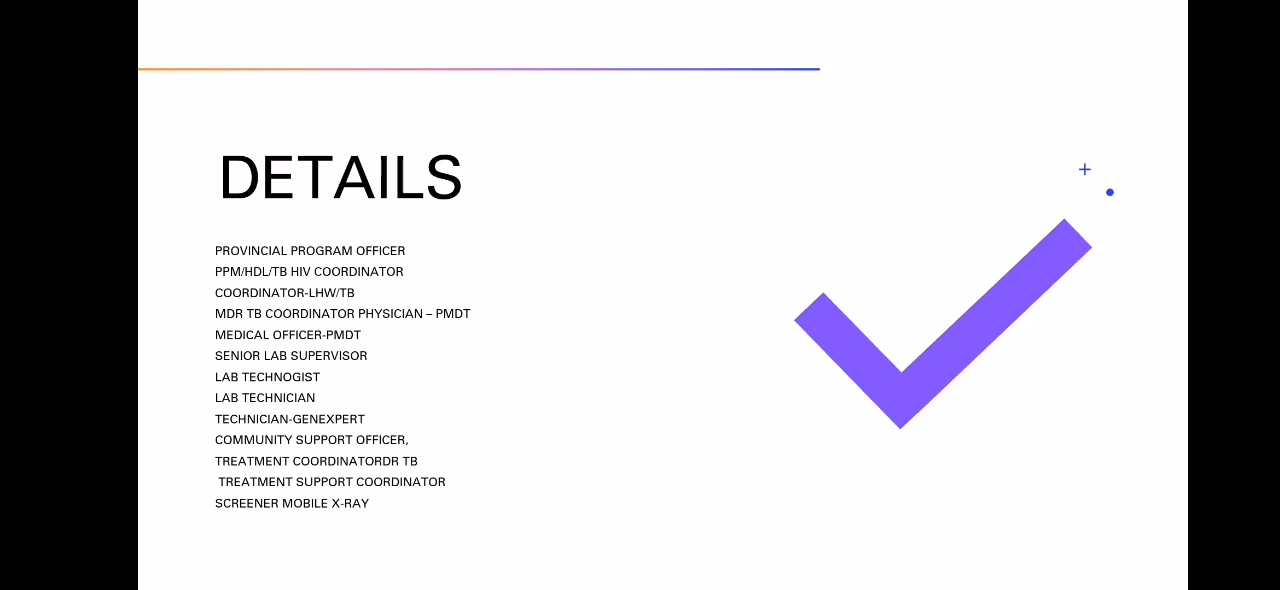 DETAILS
PROVINCIAL PROGRAM OFFICER
PPM/HDL/TB HIV COORDINATOR
COORDINATOR-LHW/TB
MDR TB COORDINATOR PHYSICIAN – PMDT
MEDICAL OFFICER-PMDT
SENIOR LAB SUPERVISOR
LAB TECHNOGIST
LAB TECHNICIAN
TECHNICIAN-GENEXPERT
COMMUNITY SUPPORT OFFICER,
TREATMENT COORDINATORDR TB
TREATMENT SUPPORT COORDINATOR
SCREENER MOBILE X-RAY